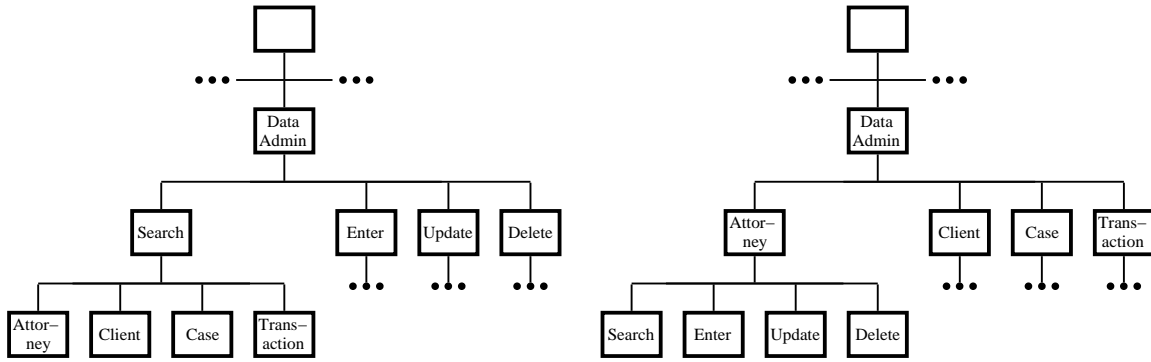 Data
Admin
Search
Enter
Update
Delete
Attor–
ney
Client
Case
Trans–
action
Data
Admin
Attor–
ney
Client
Case
Trans–
action
Search
Enter
Update
Delete